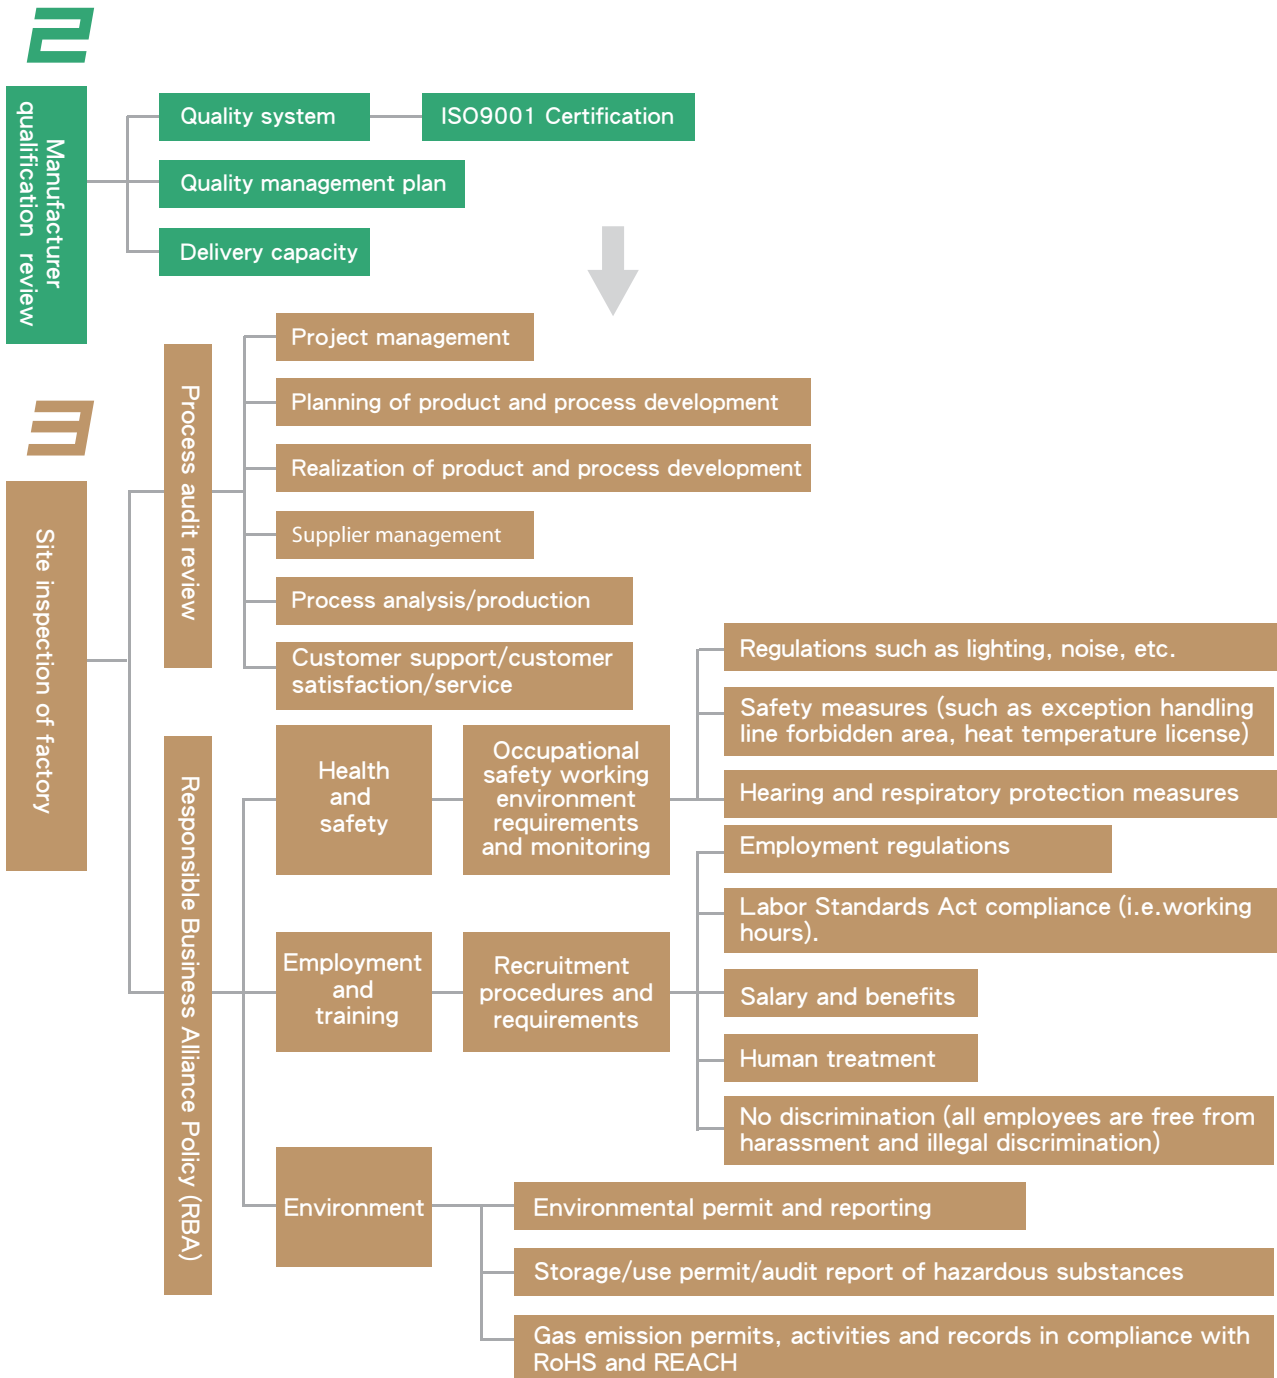 2
Manufacturer
qualification review
Quality system
ISO9001 Certification
Quality management plan
Delivery capacity
3
Site inspection of factory
Process audit review
Project management
Planning of product and process development
Realization of product and process development
Supplier management
Process analysis/production
Customer support/customer
satisfaction/service
Responsible Business Alliance Policy (RBA)
Health
and
safety
Occupational
safety working
environment
requirements
and monitoring
Regulations such as lighting, noise, etc.
Safety measures (such as exception handling
line forbidden area, heat temperature license)
Hearing and respiratory protection measures
Employment
and
training
Recruitment
procedures and
requirements
Employment regulations
Labor Standards Act compliance (i.e.working
hours).
Salary and benefits
Human treatment
No discrimination (all employees are free from
harassment and illegal discrimination)
Environment
Environmental permit and reporting
Storage/use permit/audit report of hazardous substances
Gas emission permits, activities and records in compliance with
RoHS and REACH